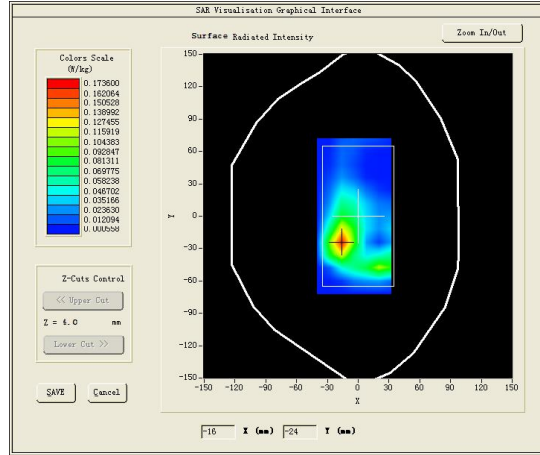 SAR Visualisation Graphical Interface
Surface Radiated Intensity
Zoom In/Out
Colors Scale
(W/kg)
0.173600
0.162064
0.150528
0.138992
0.127455
0.115919
0.104383
0.092847
0.081311
0.069775
0.058238
0.046702
0.035166
0.023630
0.012094
0.000558
150
120
90
60
30
0
-30
-60
-90
-120
-150
Y
-150 -120 -90 -60 -30 0 30 60 90 120 150
X
Z-Cuts Control
<< Upper Cut
Z = 4.0 mm
Lower Cut >>
SAVE Cancel
-16 X (mm) -24 Y (mm)